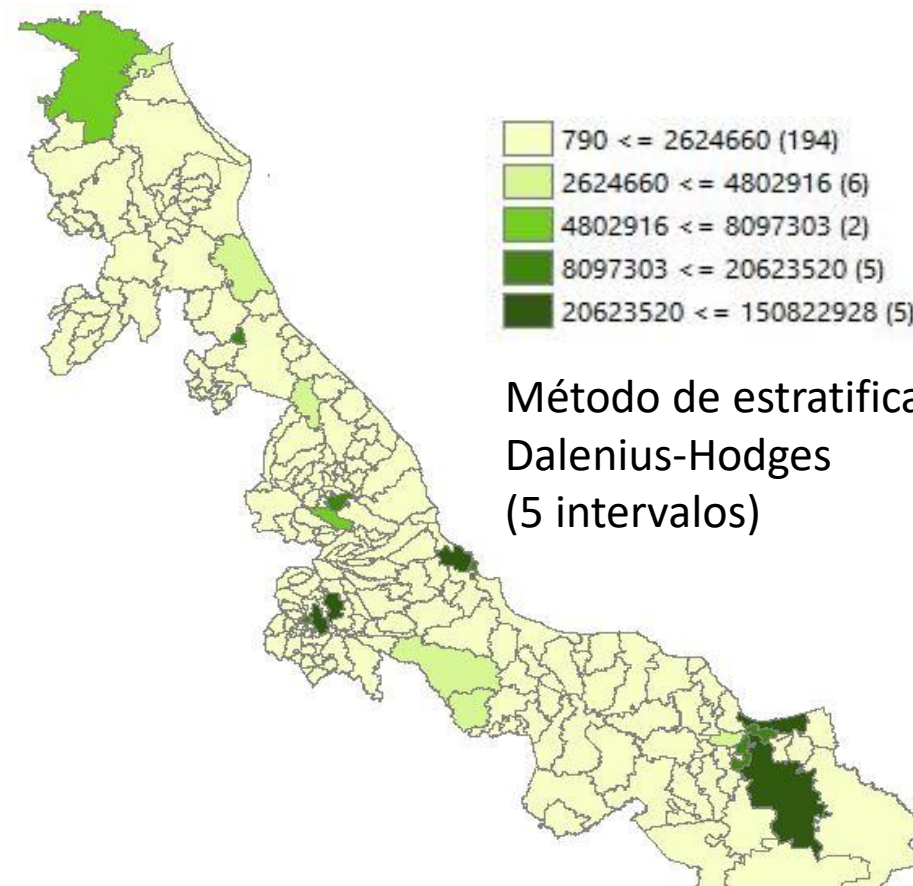 790 <= 2624660 (194)
2624660 <= 4802916 (6)
4802916 <= 8097303 (2)
8097303 <= 20623520 (5)
20623520 <= 150822928 (5)
Método de estratifica
Dalenius-Hodges
(5 intervalos)